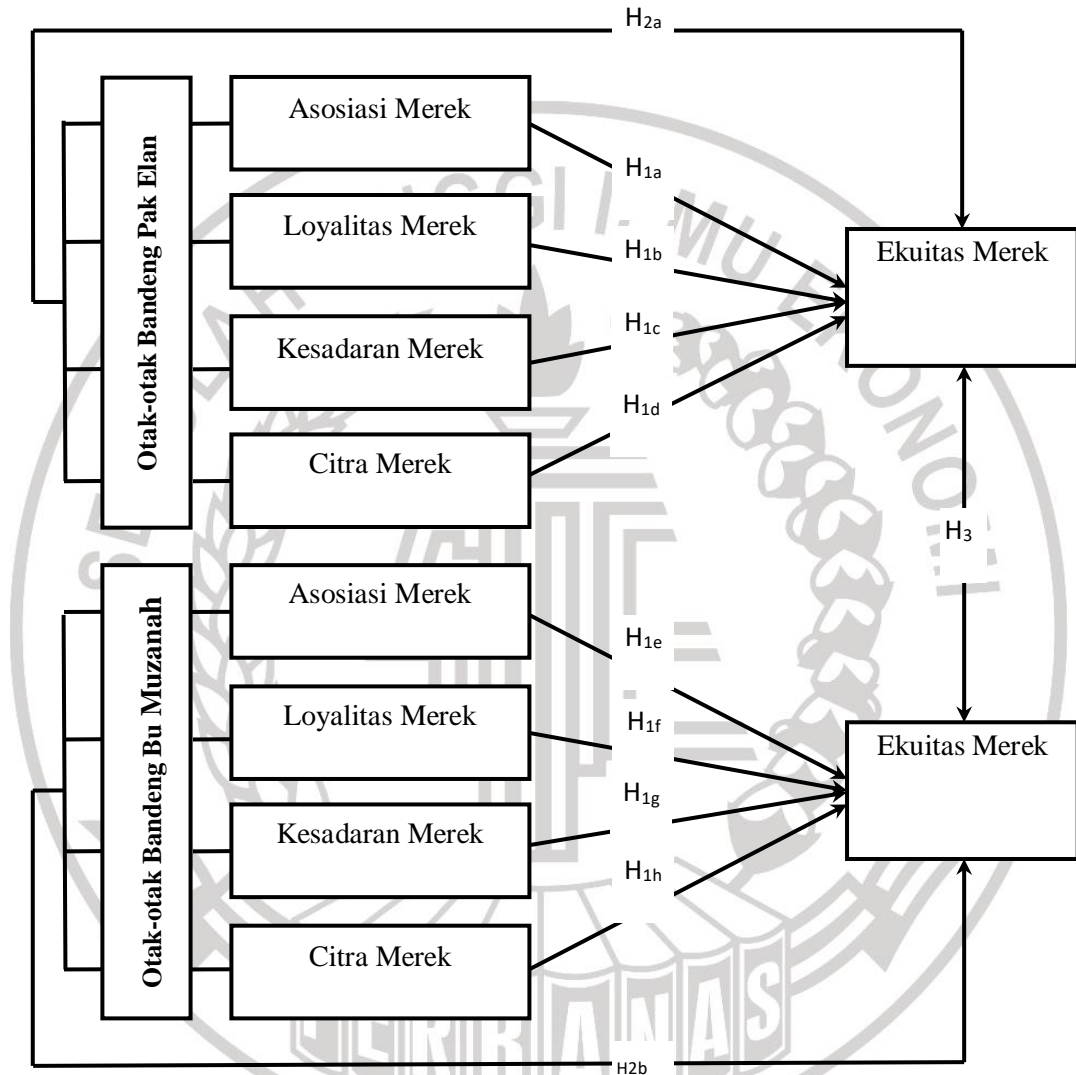 H2a
Otak-otak Bandeng Pak Elan
Asosiasi Merek
Loyalitas Merek
Kesadaran Merek
Citra Merek
H1a
H1b
H1c
H1d
Ekuitas Merek
H3
Otak-otak Bandeng Bu Muzanah
Asosiasi Merek
Loyalitas Merek
Kesadaran Merek
Citra Merek
H1e
H1f
H1g
H1h
Ekuitas Merek
H2b